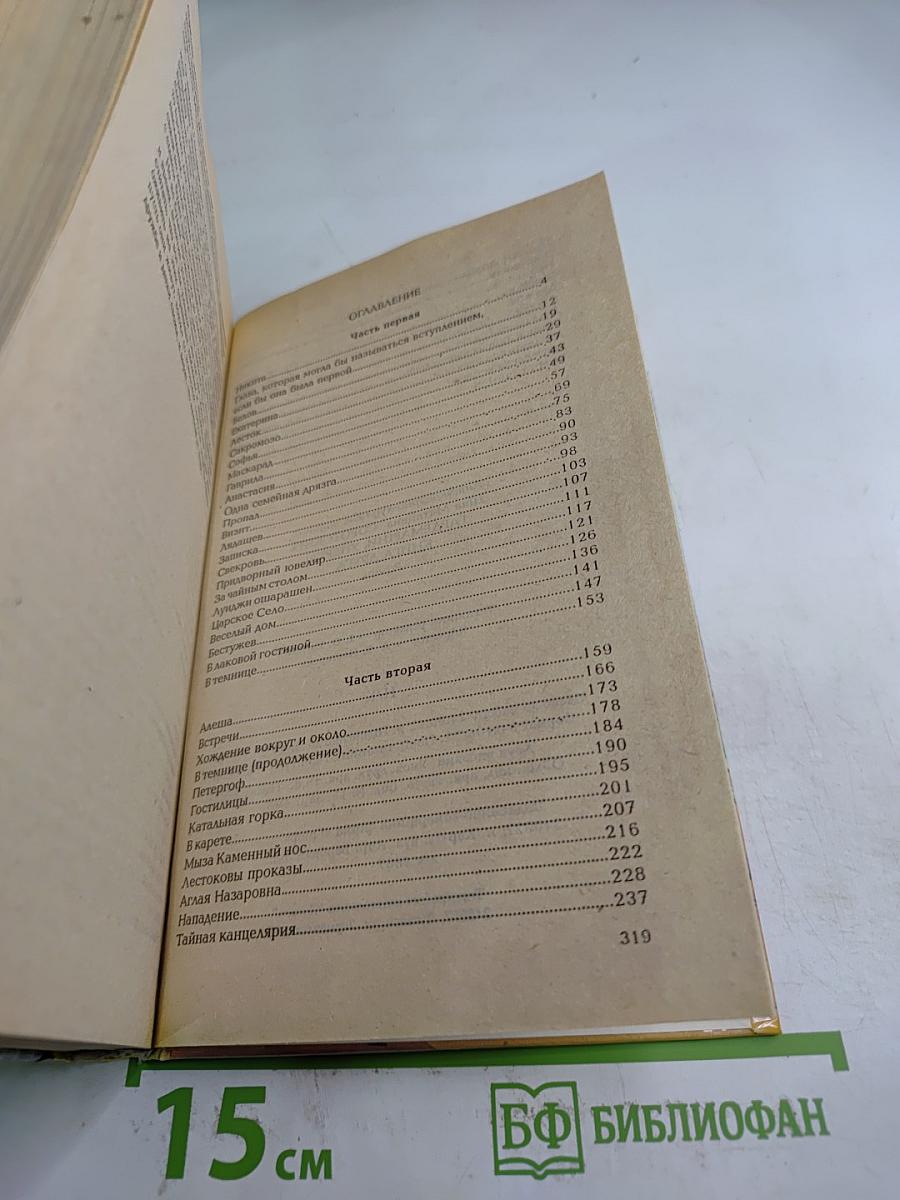 ОГЛАВЛЕНИЕ
Часть первая
Никита.....4
Глава, которая могла бы называться вступлением,
если бы она была первой.....12
Белов.....19
Екатерина.....29
Лесток.....37
Сакромозо.....43
Софья.....49
Маскарад.....57
Гаврила.....69
Анастасия.....75
Одна семейная дрязга.....83
Пропал.....90
Визит.....93
Лядащев.....98
Записка.....103
Свекровь.....107
Придворный ювелир.....111
За чайным столом.....117
Луиджи ошарашен.....121
Царское Село.....126
Веселый дом.....136
Бестужев.....141
В лаковой гостиной.....147
В темнице.....153
Часть вторая
Алеша.....159
Встречи.....166
Хождение вокруг и около.....173
В темнице (продолжение).....178
Петергоф.....184
Гостилицы.....190
Катальная горка.....195
В карете.....201
Мыза Каменный нос.....207
Лестоковы проказы.....216
Аглая Назаровна.....222
Нападение.....228
Тайная канцелярия.....237
319
15 см
БФ БИБЛИОФАН